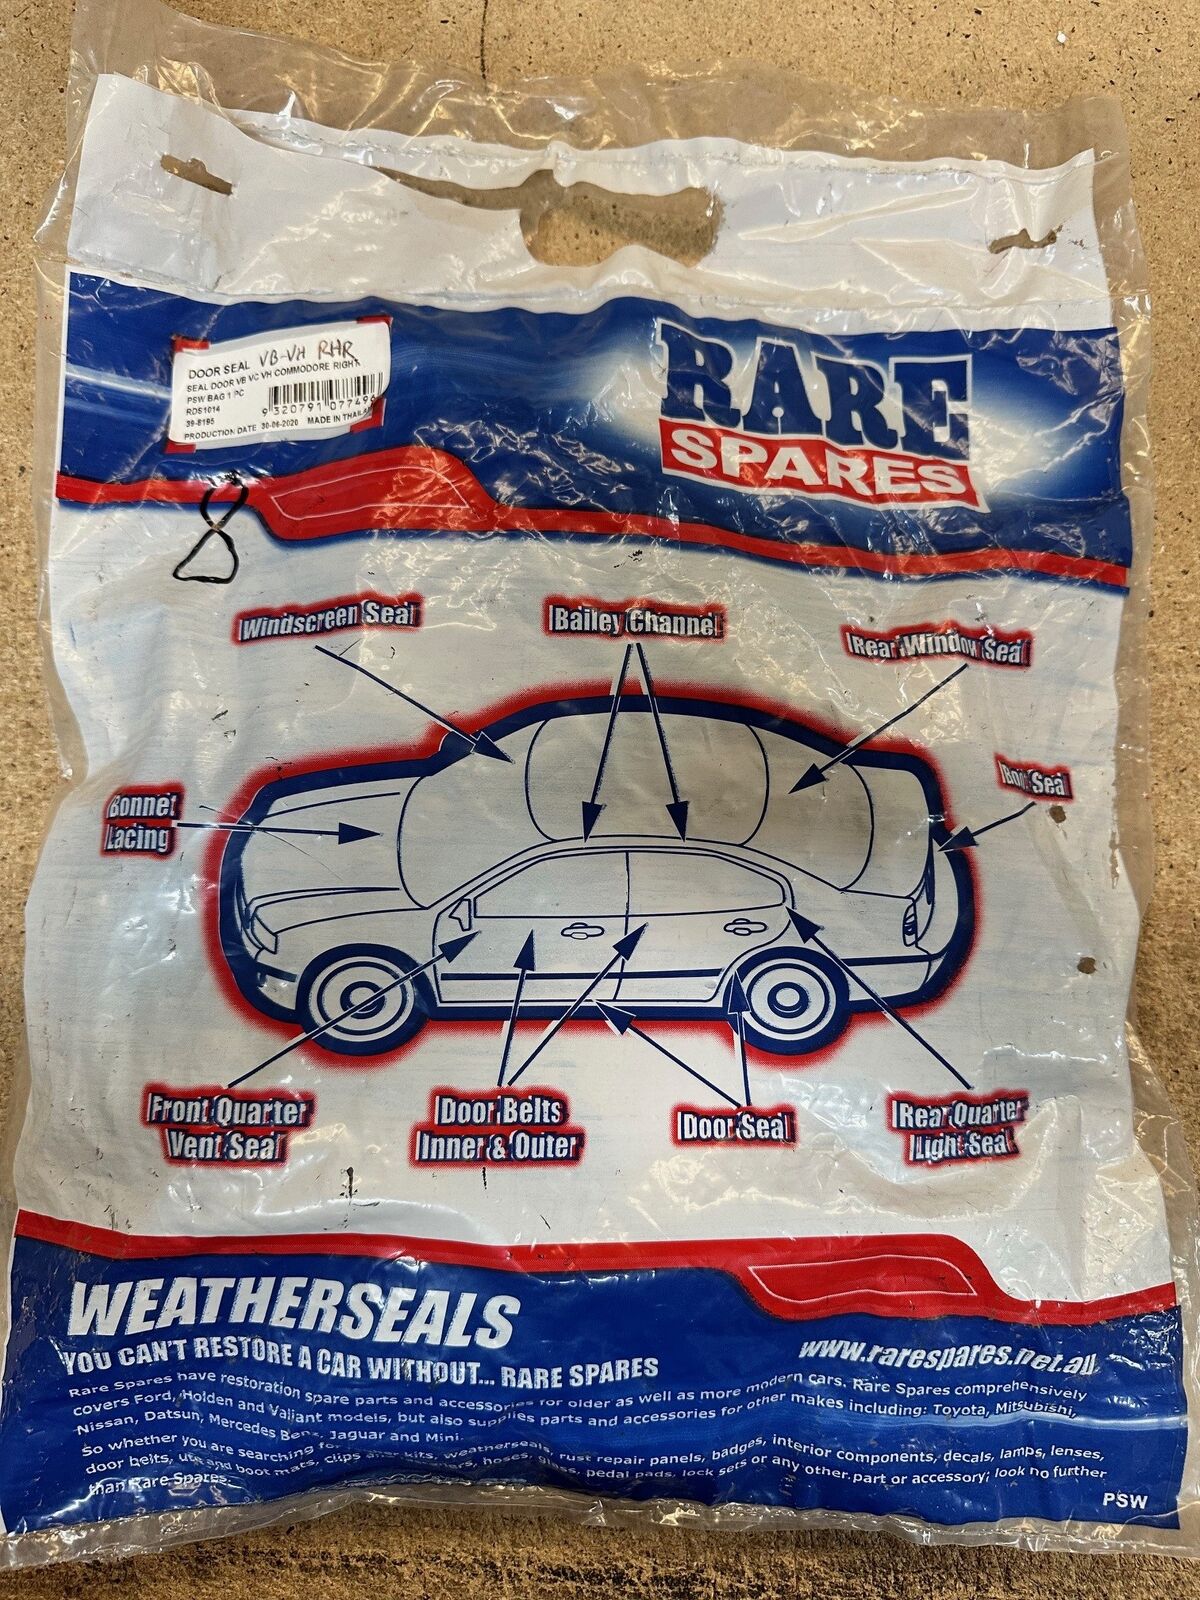 DOOR SEAL VB-VH RHR
SEAL DOOR VB VC VH COMMODORE RIGHT
PSW BAG 1 PC
RDS1014
39-8195
9 320791 077496
PRODUCTION DATE 30-06-2020 MADE IN THAILAND
RARE
SPARES
8
Windscreen Seal
Bailey Channel
Rear Window Seal
Boot Seal
Bonnet
Lacing
Front Quarter
Vent Seal
Door Belts
Inner & Outer
Door Seal
Rear Quarter
Light Seal
WEATHERSEALS
YOU CAN'T RESTORE A CAR WITHOUT... RARE SPARES
www.rarespares.net.au
Rare Spares have restoration spare parts and accessories for older as well as more modern cars. Rare Spares comprehensively
covers Ford, Holden and Valiant models, but also supplies parts and accessories for other makes including: Toyota, Mitsubishi,
Nissan, Datsun, Mercedes Benz, Jaguar and Mini.
So whether you are searching for kits, weatherseals, rust repair panels, badges, interior components, decals, lamps, lenses,
door belts, ute and boot mats, clips hoses, pedal pads, lock sets or any other part or accessory; look no further
than Rare Spares.
PSW